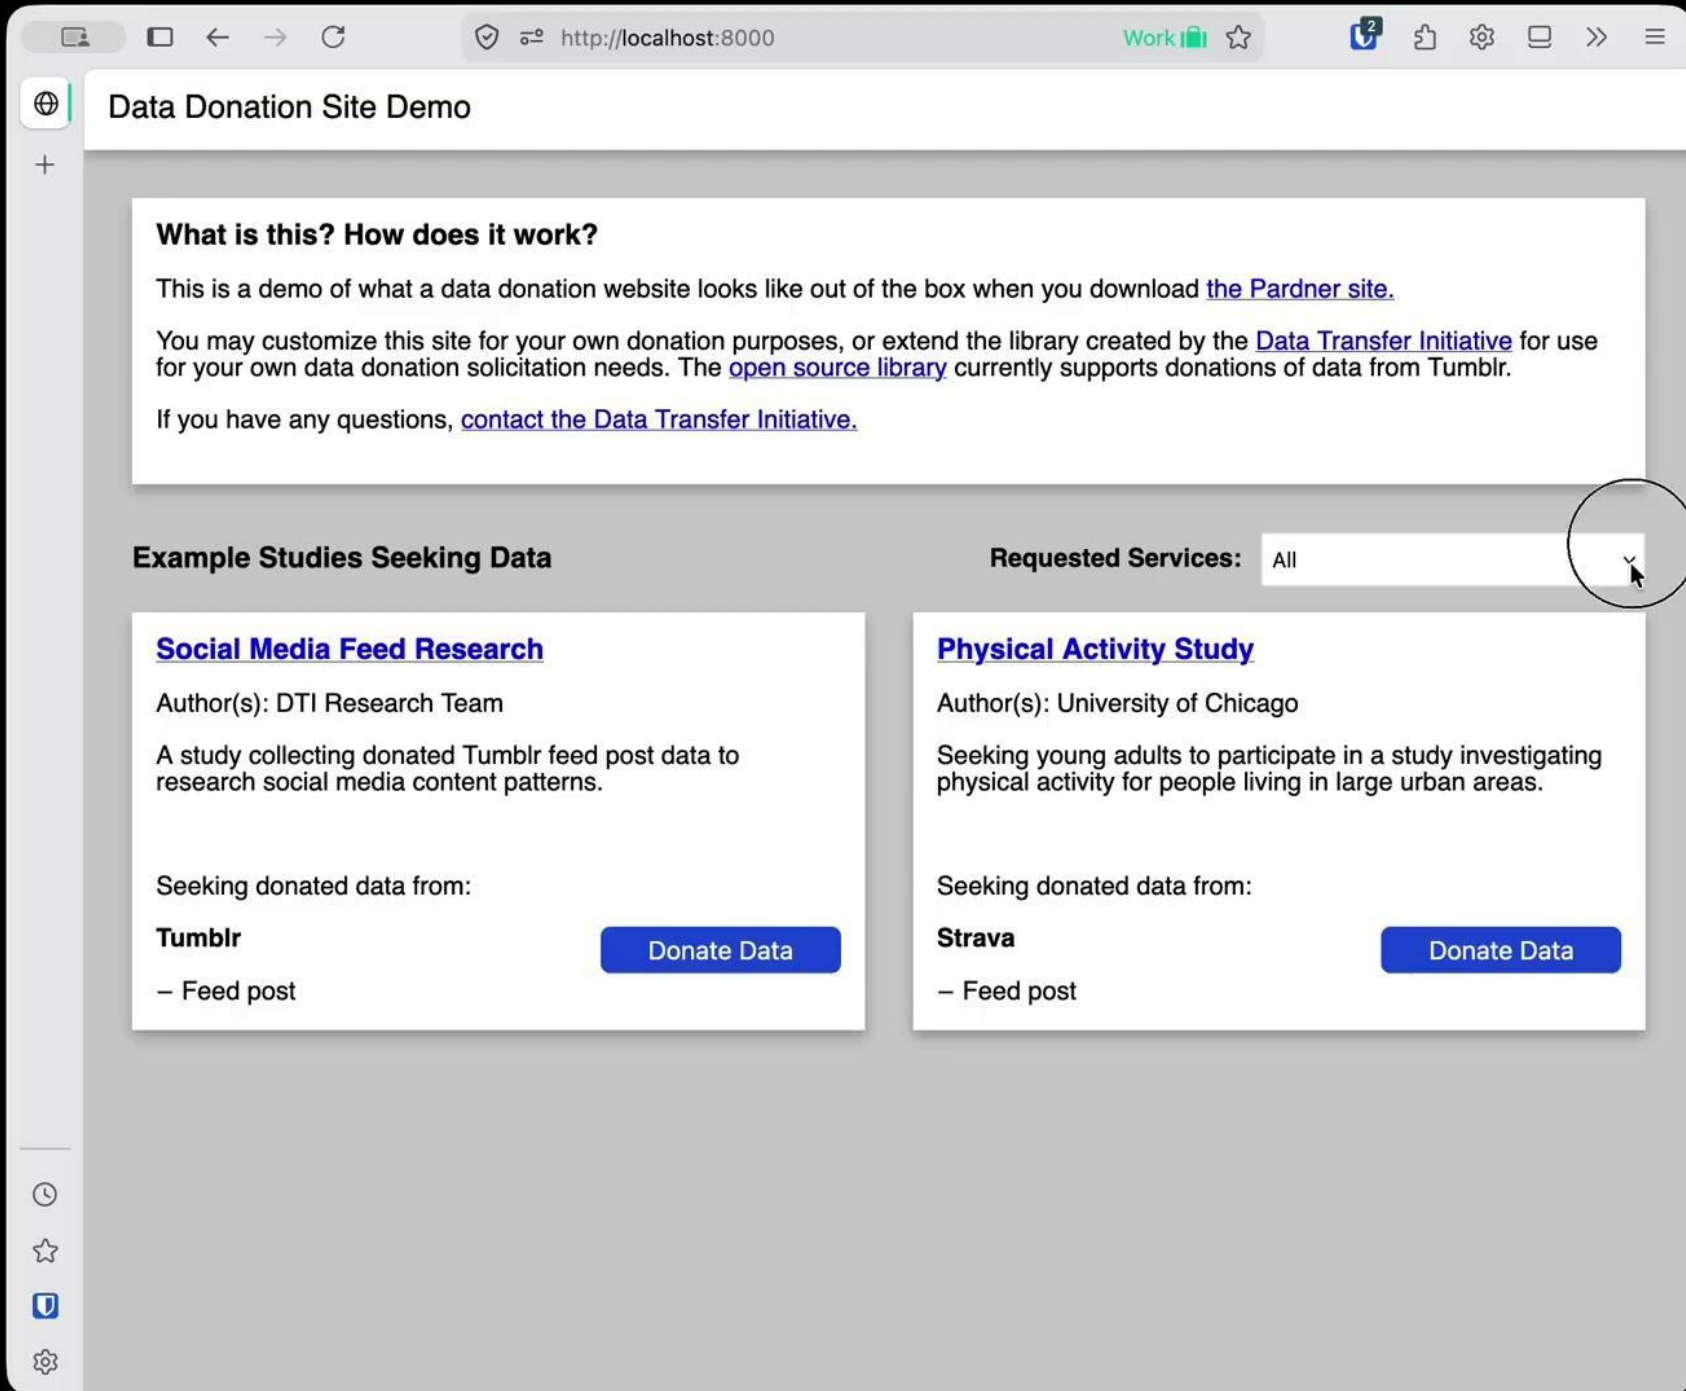 http://localhost:8000
Work
2
Data Donation Site Demo
What is this? How does it work?
This is a demo of what a data donation website looks like out of the box when you download the Pardner site.
You may customize this site for your own donation purposes, or extend the library created by the Data Transfer Initiative for use
for your own data donation solicitation needs. The open source library currently supports donations of data from Tumblr.
If you have any questions, contact the Data Transfer Initiative.
Example Studies Seeking Data
Requested Services:
All
Social Media Feed Research
Author(s): DTI Research Team
A study collecting donated Tumblr feed post data to
research social media content patterns.
Seeking donated data from:
Tumblr
Donate Data
– Feed post
Physical Activity Study
Author(s): University of Chicago
Seeking young adults to participate in a study investigating
physical activity for people living in large urban areas.
Seeking donated data from:
Strava
Donate Data
– Feed post